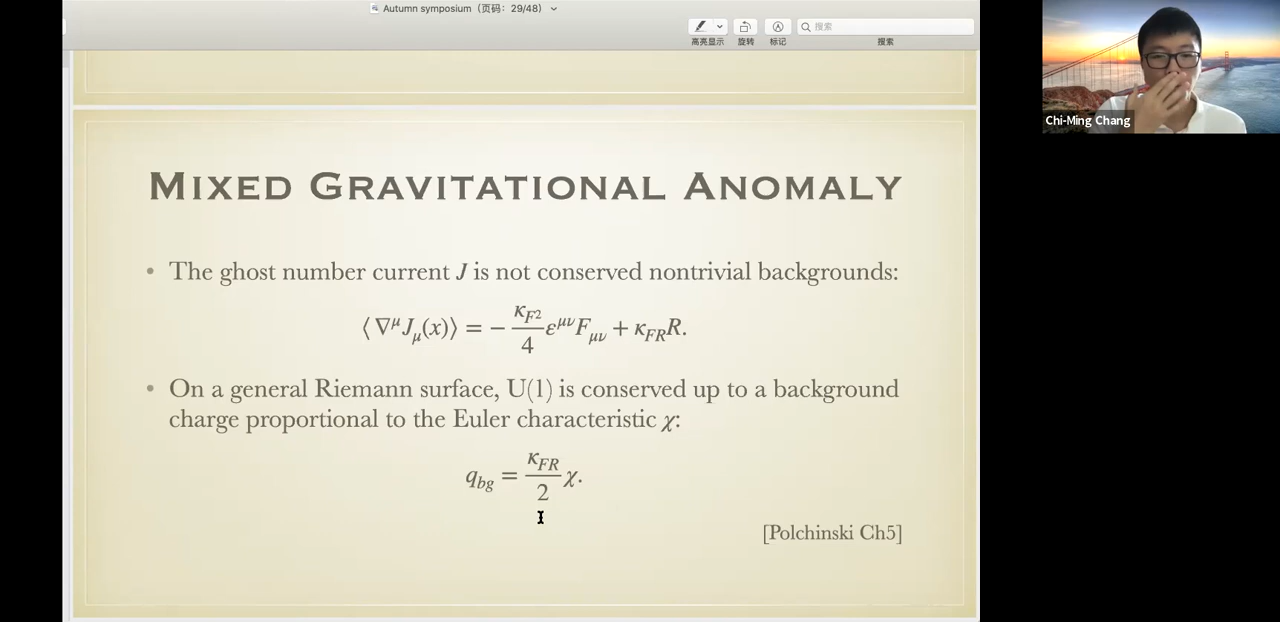 Autumn symposium（页码：29/48）
高亮显示 旋转 标记 搜索
搜索
Chi-Ming Chang
MIXED GRAVITATIONAL ANOMALY
• The ghost number current J is not conserved nontrivial backgrounds:
⟨∇^μ J_μ(x)⟩ = − κ_{F²}/4 ε^{μν}F_{μν} + κ_{FR}R.
• On a general Riemann surface, U(1) is conserved up to a background
charge proportional to the Euler characteristic χ:
q_{bg} = κ_{FR}/2 χ.
[Polchinski Ch5]